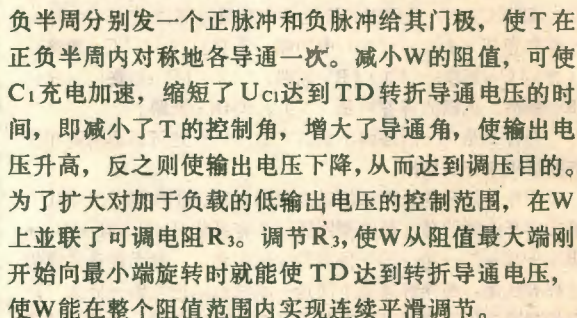 负半周分别发一个正脉冲和负脉冲给其门极，使T在
正负半周内对称地各导通一次。减小W的阻值，可使
C₁充电加速，缩短了Uc₁达到TD转折导通电压的时
间，即减小了T的控制角，增大了导通角，使输出电
压升高，反之则使输出电压下降，从而达到调压目的。
为了扩大对加于负载的低输出电压的控制范围，在W
上並联了可调电阻R₃。调节R₃，使W从阻值最大端刚
开始向最小端旋转时就能使TD达到转折导通电压，
使W能在整个阻值范围内实现连续平滑调节。